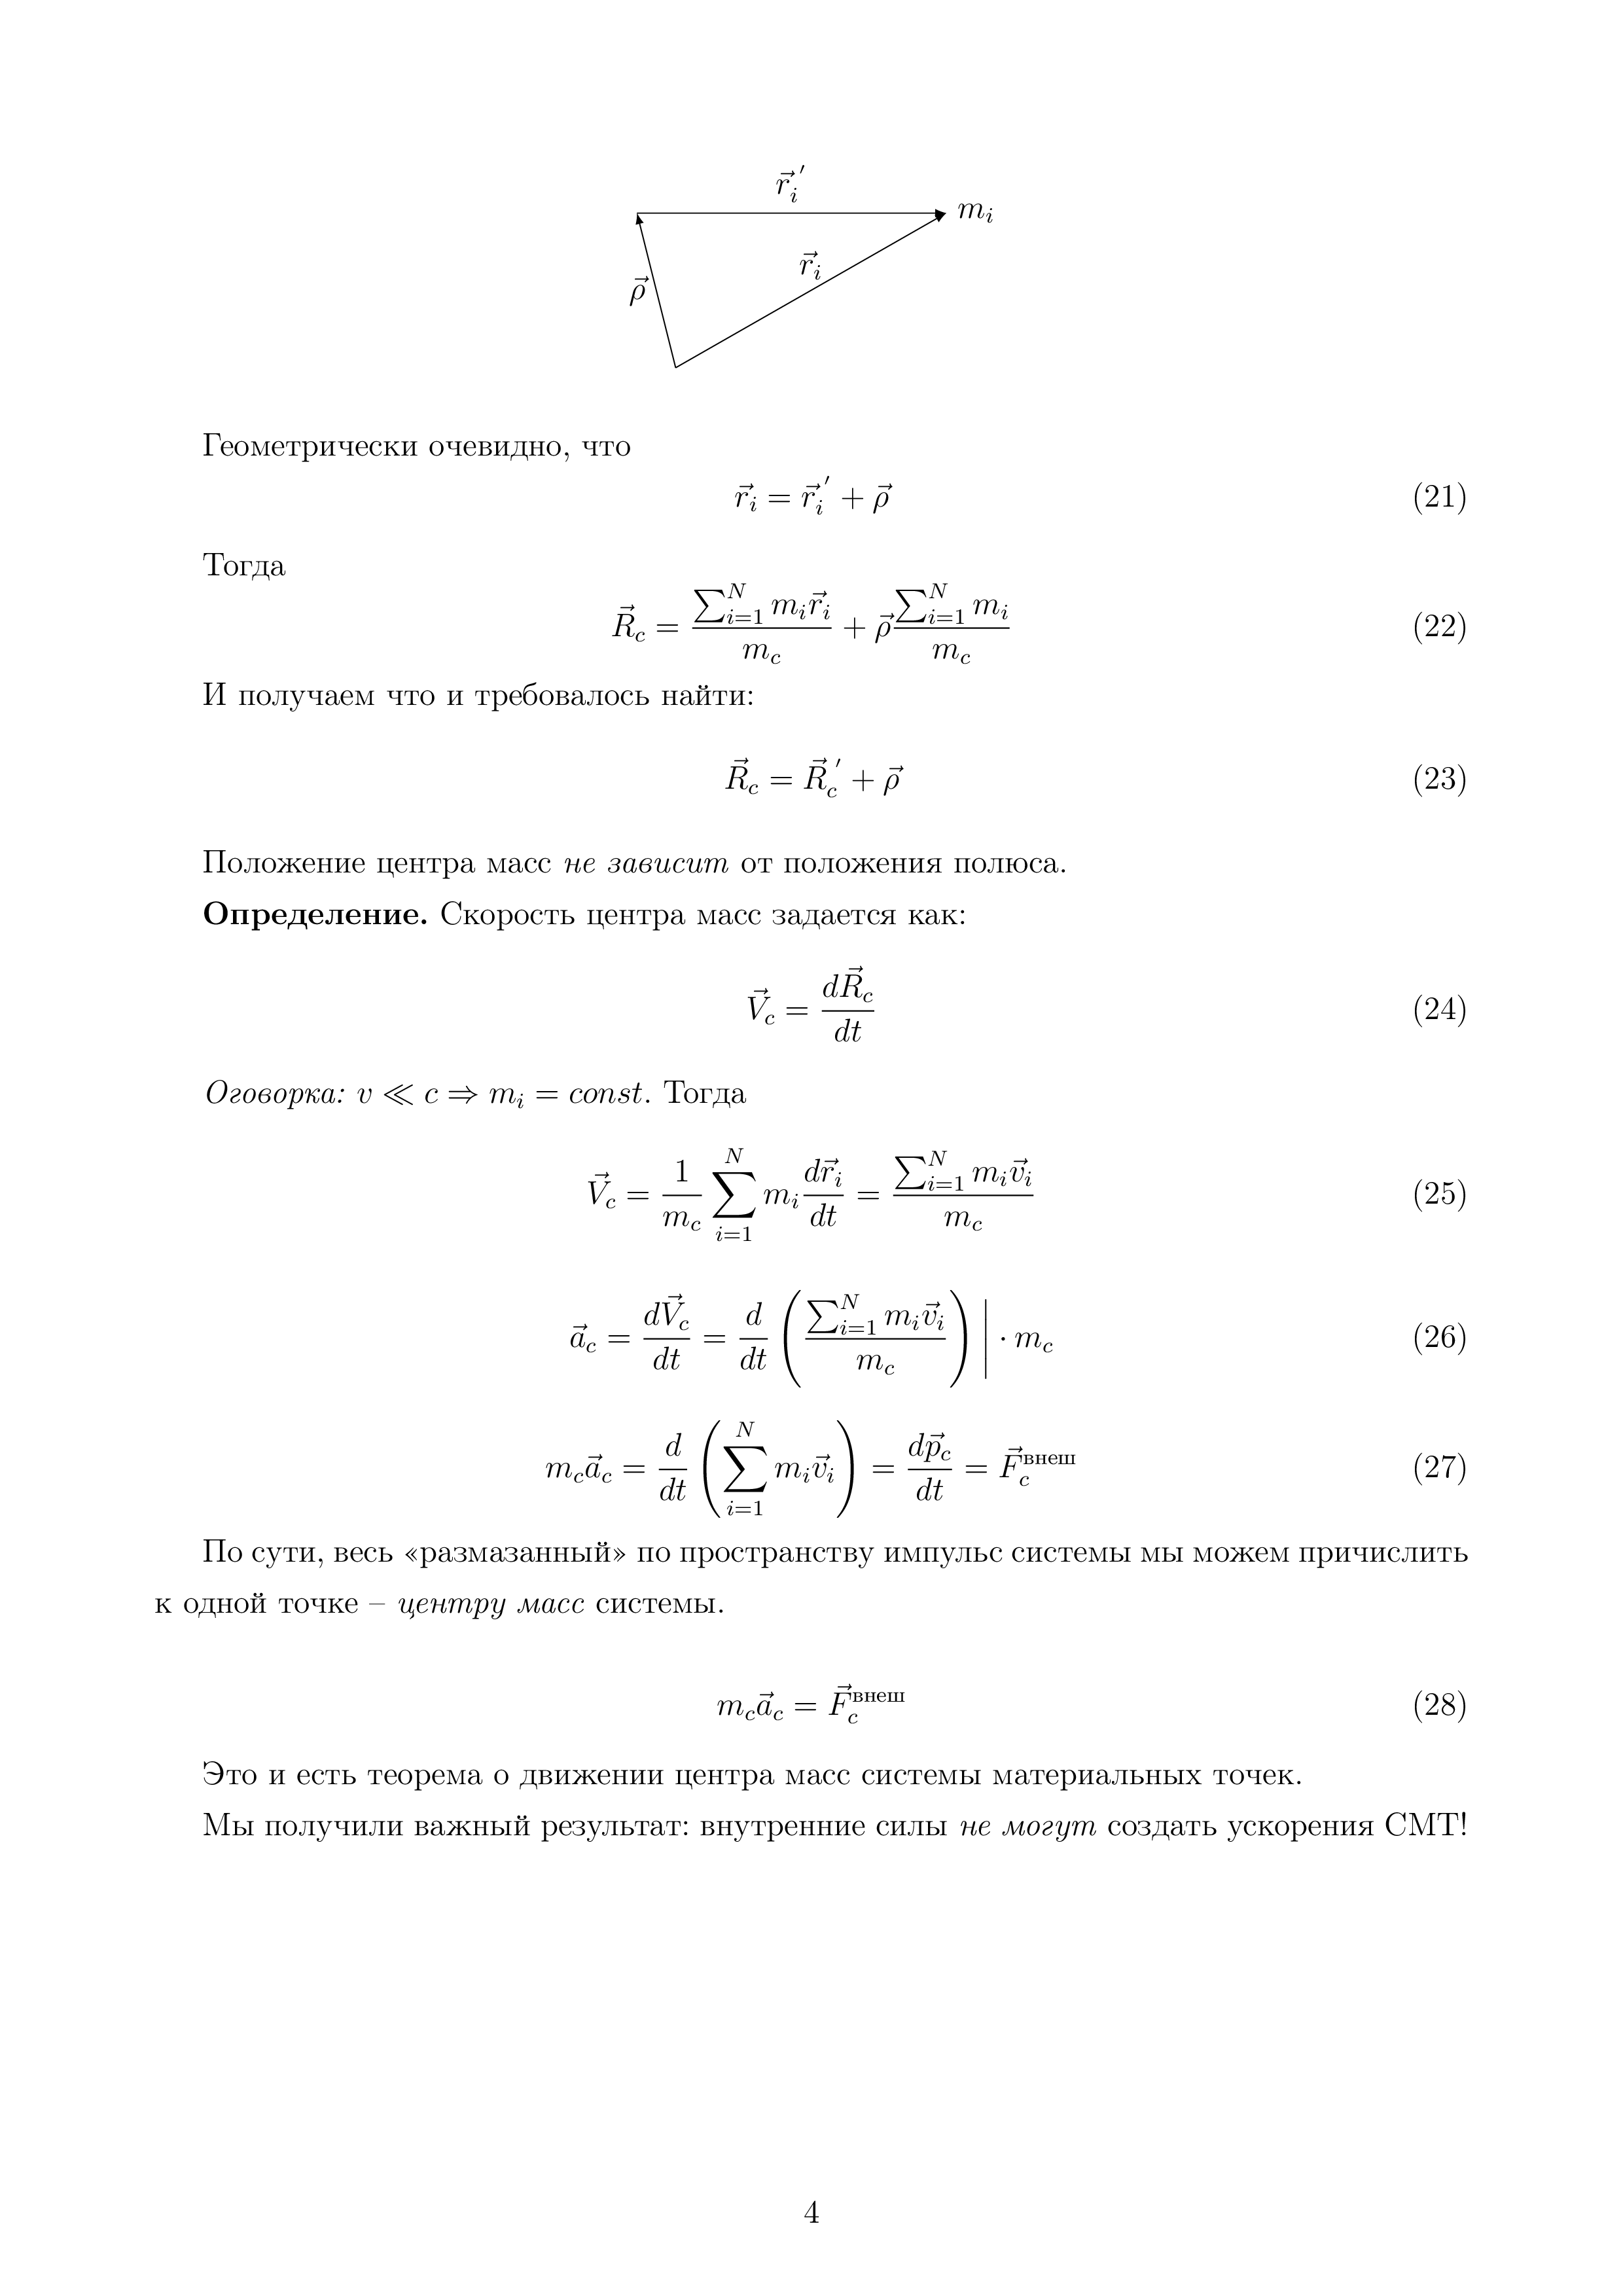 $\vec{r}_i^{\,'}$
$m_i$
$\vec{r}_i$
$\vec{\rho}$
Геометрически очевидно, что
$\vec{r}_i = \vec{r}_i^{\,'} + \vec{\rho}$ (21)
Тогда
$\vec{R}_c = \frac{\sum_{i=1}^{N} m_i \vec{r}_i}{m_c} + \vec{\rho} \frac{\sum_{i=1}^{N} m_i}{m_c}$ (22)
И получаем что и требовалось найти:
$\vec{R}_c = \vec{R}_c^{\,'} + \vec{\rho}$ (23)
Положение центра масс не зависит от положения полюса.
Определение. Скорость центра масс задается как:
$\vec{V}_c = \frac{d\vec{R}_c}{dt}$ (24)
Оговорка: $v \ll c \Rightarrow m_i = const$. Тогда
$\vec{V}_c = \frac{1}{m_c} \sum_{i=1}^{N} m_i \frac{d\vec{r}_i}{dt} = \frac{\sum_{i=1}^{N} m_i \vec{v}_i}{m_c}$ (25)
$\vec{a}_c = \frac{d\vec{V}_c}{dt} = \frac{d}{dt} \left( \frac{\sum_{i=1}^{N} m_i \vec{v}_i}{m_c} \right) \bigg| \cdot m_c$ (26)
$m_c \vec{a}_c = \frac{d}{dt} \left( \sum_{i=1}^{N} m_i \vec{v}_i \right) = \frac{d\vec{p}_c}{dt} = \vec{F}_c^{\text{внеш}}$ (27)
По сути, весь «размазанный» по пространству импульс системы мы можем причислить
к одной точке – центру масс системы.
$m_c \vec{a}_c = \vec{F}_c^{\text{внеш}}$ (28)
Это и есть теорема о движении центра масс системы материальных точек.
Мы получили важный результат: внутренние силы не могут создать ускорения СМТ!
4